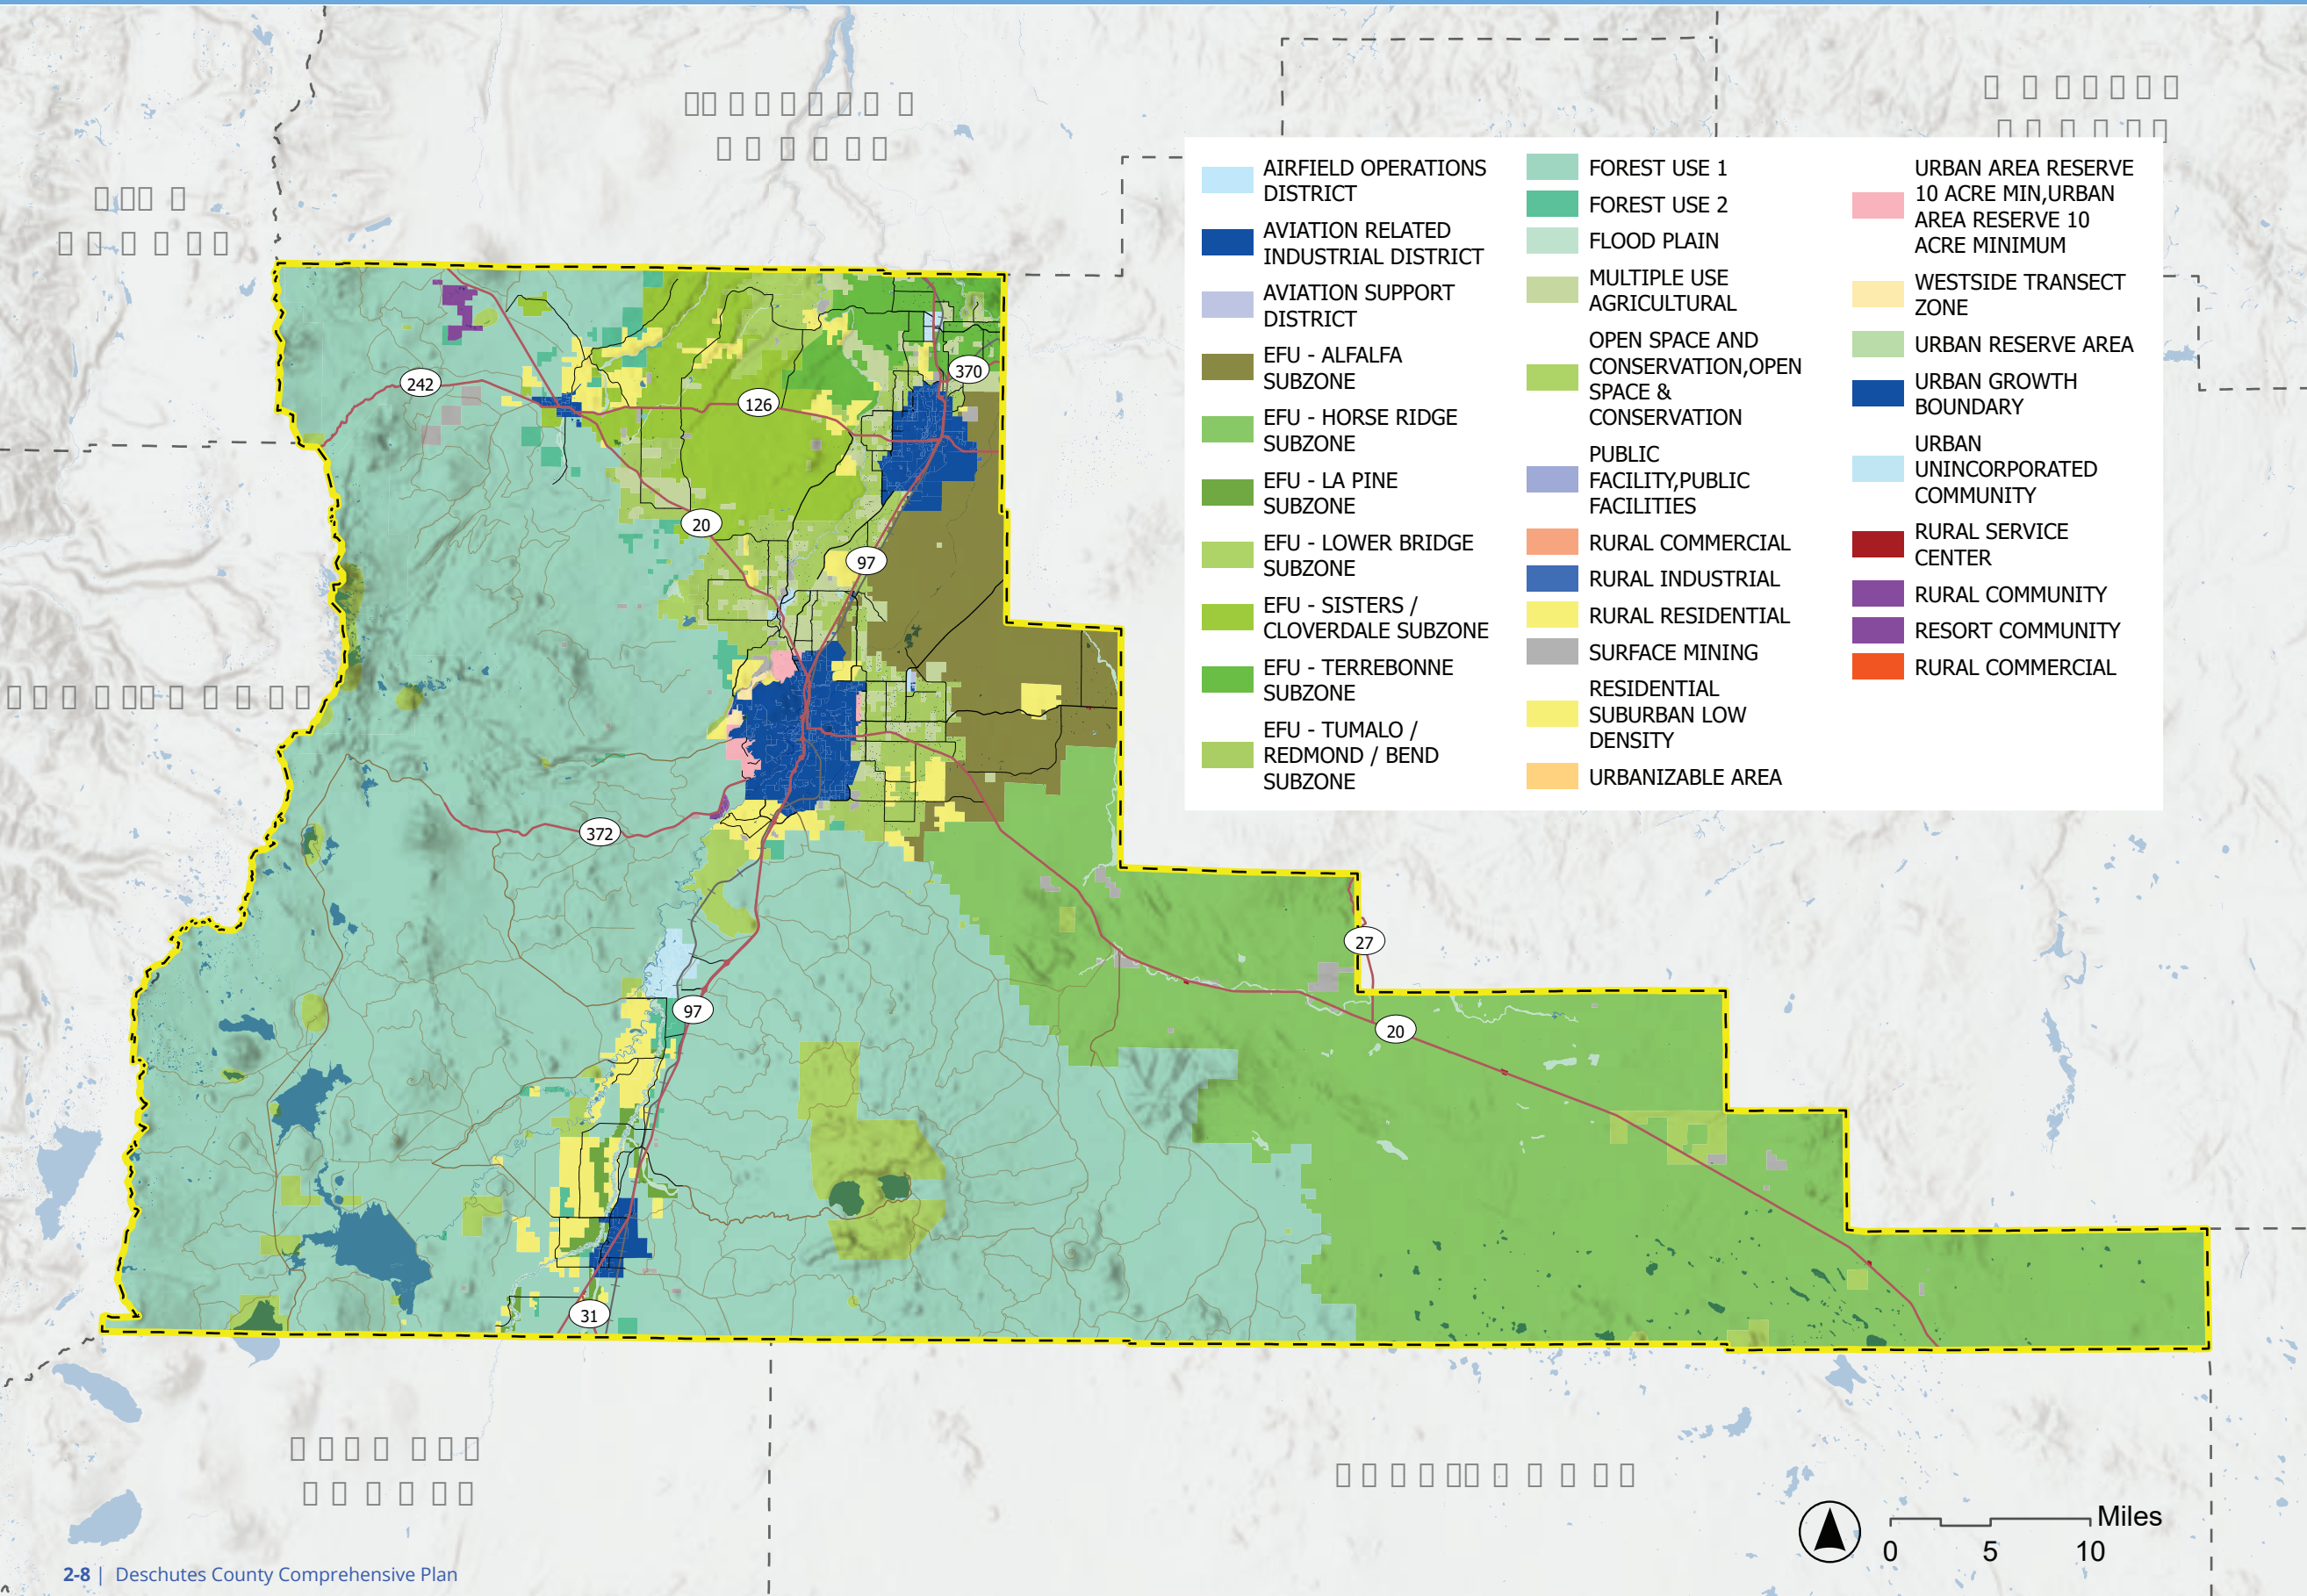 AIRFIELD OPERATIONS
DISTRICT
AVIATION RELATED
INDUSTRIAL DISTRICT
AVIATION SUPPORT
DISTRICT
EFU - ALFALFA
SUBZONE
EFU - HORSE RIDGE
SUBZONE
EFU - LA PINE
SUBZONE
EFU - LOWER BRIDGE
SUBZONE
EFU - SISTERS /
CLOVERDALE SUBZONE
EFU - TERREBONNE
SUBZONE
EFU - TUMALO /
REDMOND / BEND
SUBZONE
FOREST USE 1
FOREST USE 2
FLOOD PLAIN
MULTIPLE USE
AGRICULTURAL
OPEN SPACE AND
CONSERVATION,OPEN
SPACE &
CONSERVATION
PUBLIC
FACILITY,PUBLIC
FACILITIES
RURAL COMMERCIAL
RURAL INDUSTRIAL
RURAL RESIDENTIAL
SURFACE MINING
RESIDENTIAL
SUBURBAN LOW
DENSITY
URBANIZABLE AREA
URBAN AREA RESERVE
10 ACRE MIN,URBAN
AREA RESERVE 10
ACRE MINIMUM
WESTSIDE TRANSECT
ZONE
URBAN RESERVE AREA
URBAN GROWTH
BOUNDARY
URBAN
UNINCORPORATED
COMMUNITY
RURAL SERVICE
CENTER
RURAL COMMUNITY
RESORT COMMUNITY
RURAL COMMERCIAL
242
126
370
20
97
372
27
97
20
31
Miles
0 5 10
2-8 | Deschutes County Comprehensive Plan